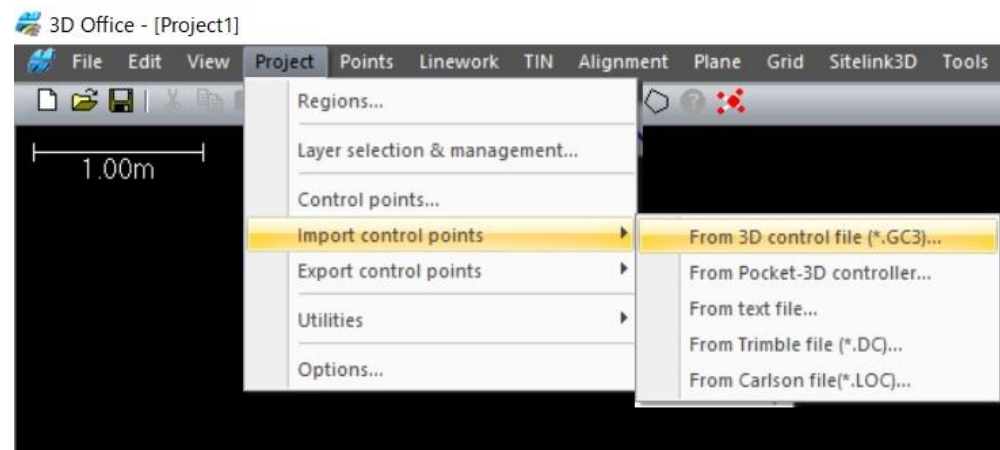 3D Office - [Project1]
File Edit View Project Points Linework TIN Alignment Plane Grid Sitelink3D Tools
Regions...
1.00m
Layer selection & management...
Control points...
Import control points
From 3D control file (*.GC3)...
Export control points
From Pocket-3D controller...
From text file...
Utilities
From Trimble file (*.DC)...
Options...
From Carlson file(*.LOC)...